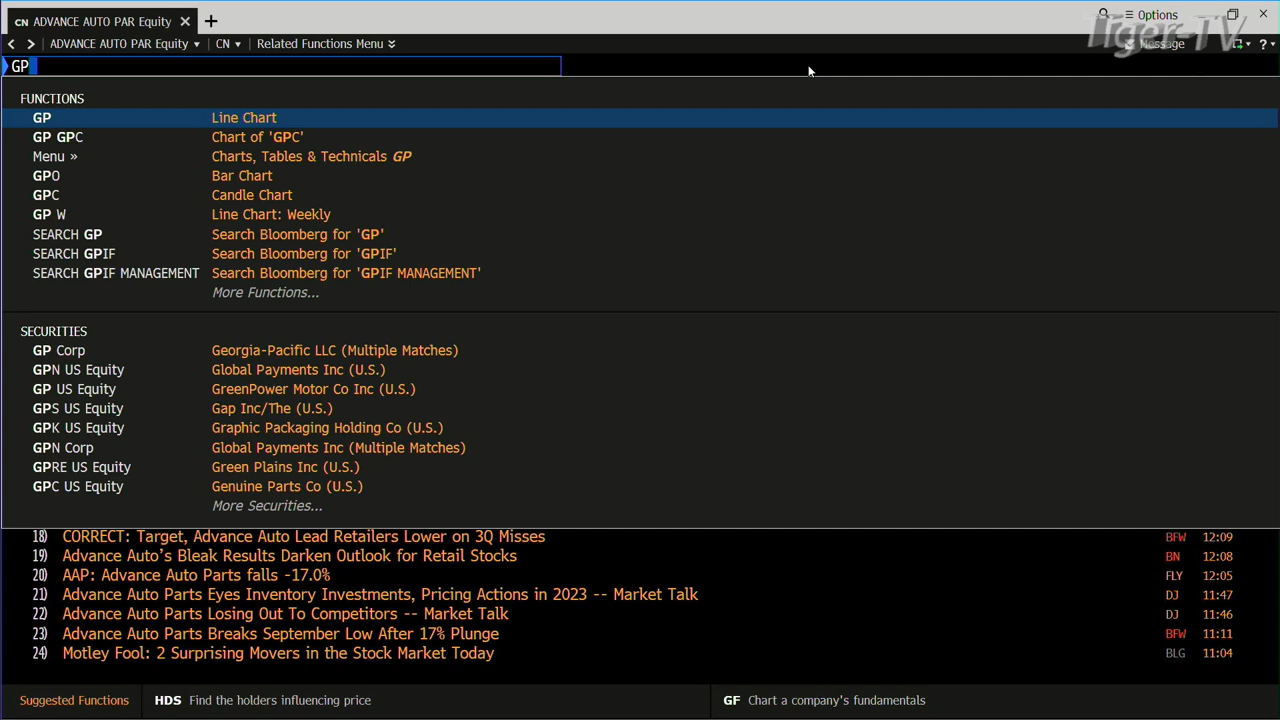 CN ADVANCE AUTO PAR Equity
Options
ADVANCE AUTO PAR Equity CN Related Functions Menu Message ?
Tiger-TV
GP
FUNCTIONS
GP Line Chart
GP GPC Chart of 'GPC'
Menu » Charts, Tables & Technicals GP
GPO Bar Chart
GPC Candle Chart
GP W Line Chart: Weekly
SEARCH GP Search Bloomberg for 'GP'
SEARCH GPIF Search Bloomberg for 'GPIF'
SEARCH GPIF MANAGEMENT Search Bloomberg for 'GPIF MANAGEMENT'
More Functions...
SECURITIES
GP Corp Georgia-Pacific LLC (Multiple Matches)
GPN US Equity Global Payments Inc (U.S.)
GP US Equity GreenPower Motor Co Inc (U.S.)
GPS US Equity Gap Inc/The (U.S.)
GPK US Equity Graphic Packaging Holding Co (U.S.)
GPN Corp Global Payments Inc (Multiple Matches)
GPRE US Equity Green Plains Inc (U.S.)
GPC US Equity Genuine Parts Co (U.S.)
More Securities...
18) CORRECT: Target, Advance Auto Lead Retailers Lower on 3Q Misses BFW 12:09
19) Advance Auto's Bleak Results Darken Outlook for Retail Stocks BN 12:08
20) AAP: Advance Auto Parts falls -17.0% FLY 12:05
21) Advance Auto Parts Eyes Inventory Investments, Pricing Actions in 2023 -- Market Talk DJ 11:47
22) Advance Auto Parts Losing Out To Competitors -- Market Talk DJ 11:46
23) Advance Auto Parts Breaks September Low After 17% Plunge BFW 11:11
24) Motley Fool: 2 Surprising Movers in the Stock Market Today BLG 11:04
Suggested Functions HDS Find the holders influencing price GF Chart a company's fundamentals